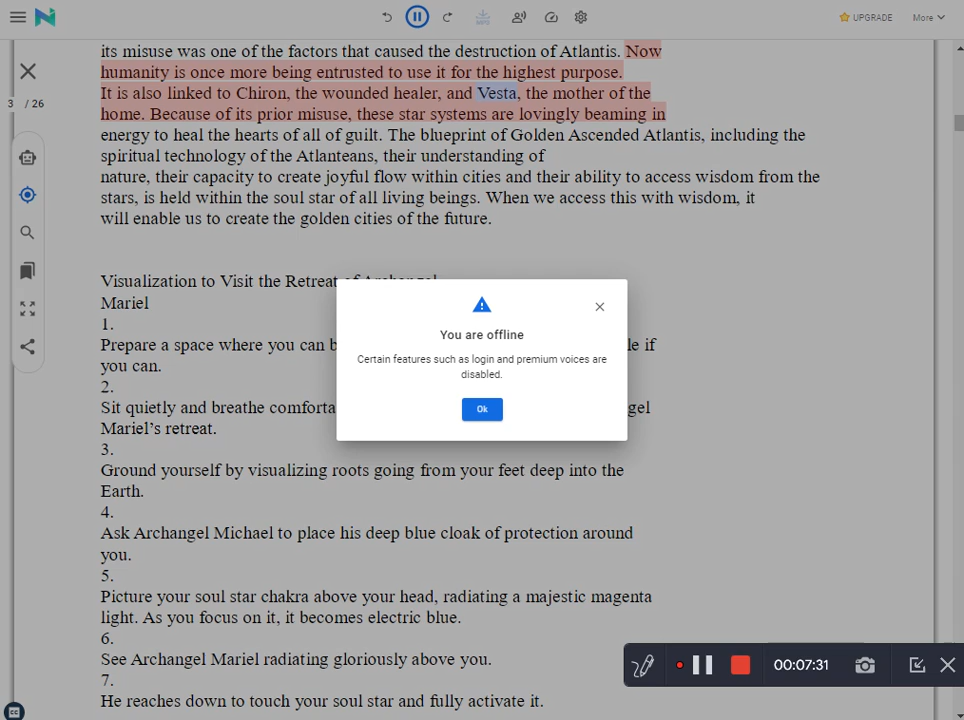 UPGRADE
More
its misuse was one of the factors that caused the destruction of Atlantis. Now
humanity is once more being entrusted to use it for the highest purpose.
It is also linked to Chiron, the wounded healer, and Vesta, the mother of the
3 / 26
home. Because of its prior misuse, these star systems are lovingly beaming in
energy to heal the hearts of all of guilt. The blueprint of Golden Ascended Atlantis, including the
spiritual technology of the Atlanteans, their understanding of
nature, their capacity to create joyful flow within cities and their ability to access wisdom from the
stars, is held within the soul star of all living beings. When we access this with wisdom, it
will enable us to create the golden cities of the future.
Visualization to Visit the Retreat of Archangel
Mariel
1.
Prepare a space where you can b
le if
you can.
2.
Sit quietly and breathe comforta
gel
Mariel's retreat.
3.
Ground yourself by visualizing roots going from your feet deep into the
Earth.
4.
Ask Archangel Michael to place his deep blue cloak of protection around
you.
5.
Picture your soul star chakra above your head, radiating a majestic magenta
light. As you focus on it, it becomes electric blue.
6.
See Archangel Mariel radiating gloriously above you.
7.
He reaches down to touch your soul star and fully activate it.
You are offline
Certain features such as login and premium voices are
disabled.
Ok
00:07:31